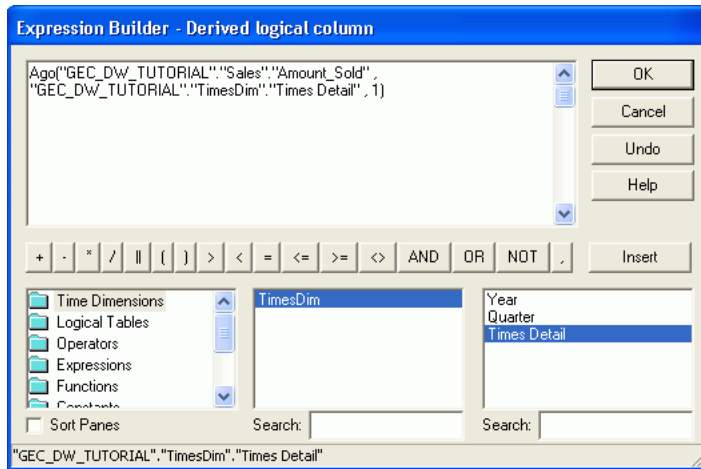 Expression Builder - Derived logical column
Ago("GEC_DW_TUTORIAL"."Sales"."Amount_Sold" ,
"GEC_DW_TUTORIAL"."TimesDim"."Times Detail" , 1)
OK
Cancel
Undo
Help
+ - * / || ( ) > < = <= >= <> AND OR NOT , Insert
Time Dimensions
Logical Tables
Operators
Expressions
Functions
Constants
TimesDim
Year
Quarter
Times Detail
Sort Panes
Search:
Search:
"GEC_DW_TUTORIAL"."TimesDim"."Times Detail"